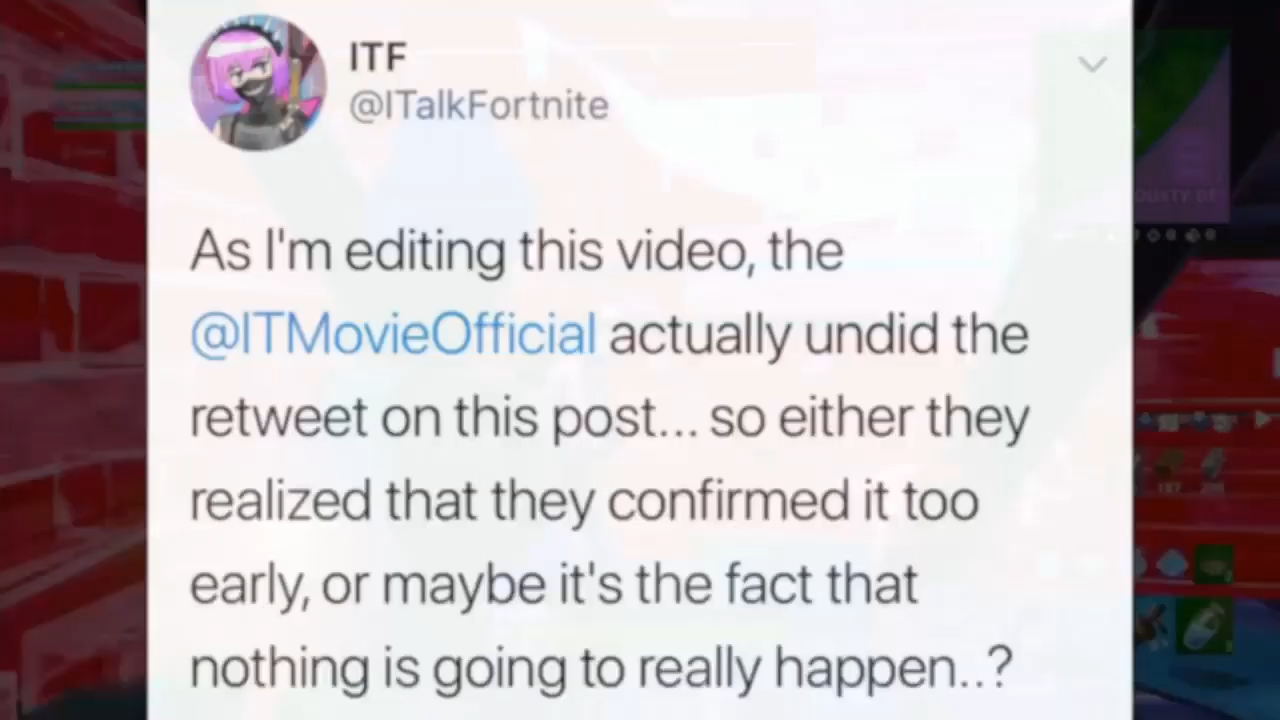 ITF
@ITalkFortnite
As I'm editing this video, the
@ITMovieOfficial actually undid the
retweet on this post... so either they
realized that they confirmed it too
early, or maybe it's the fact that
nothing is going to really happen..?